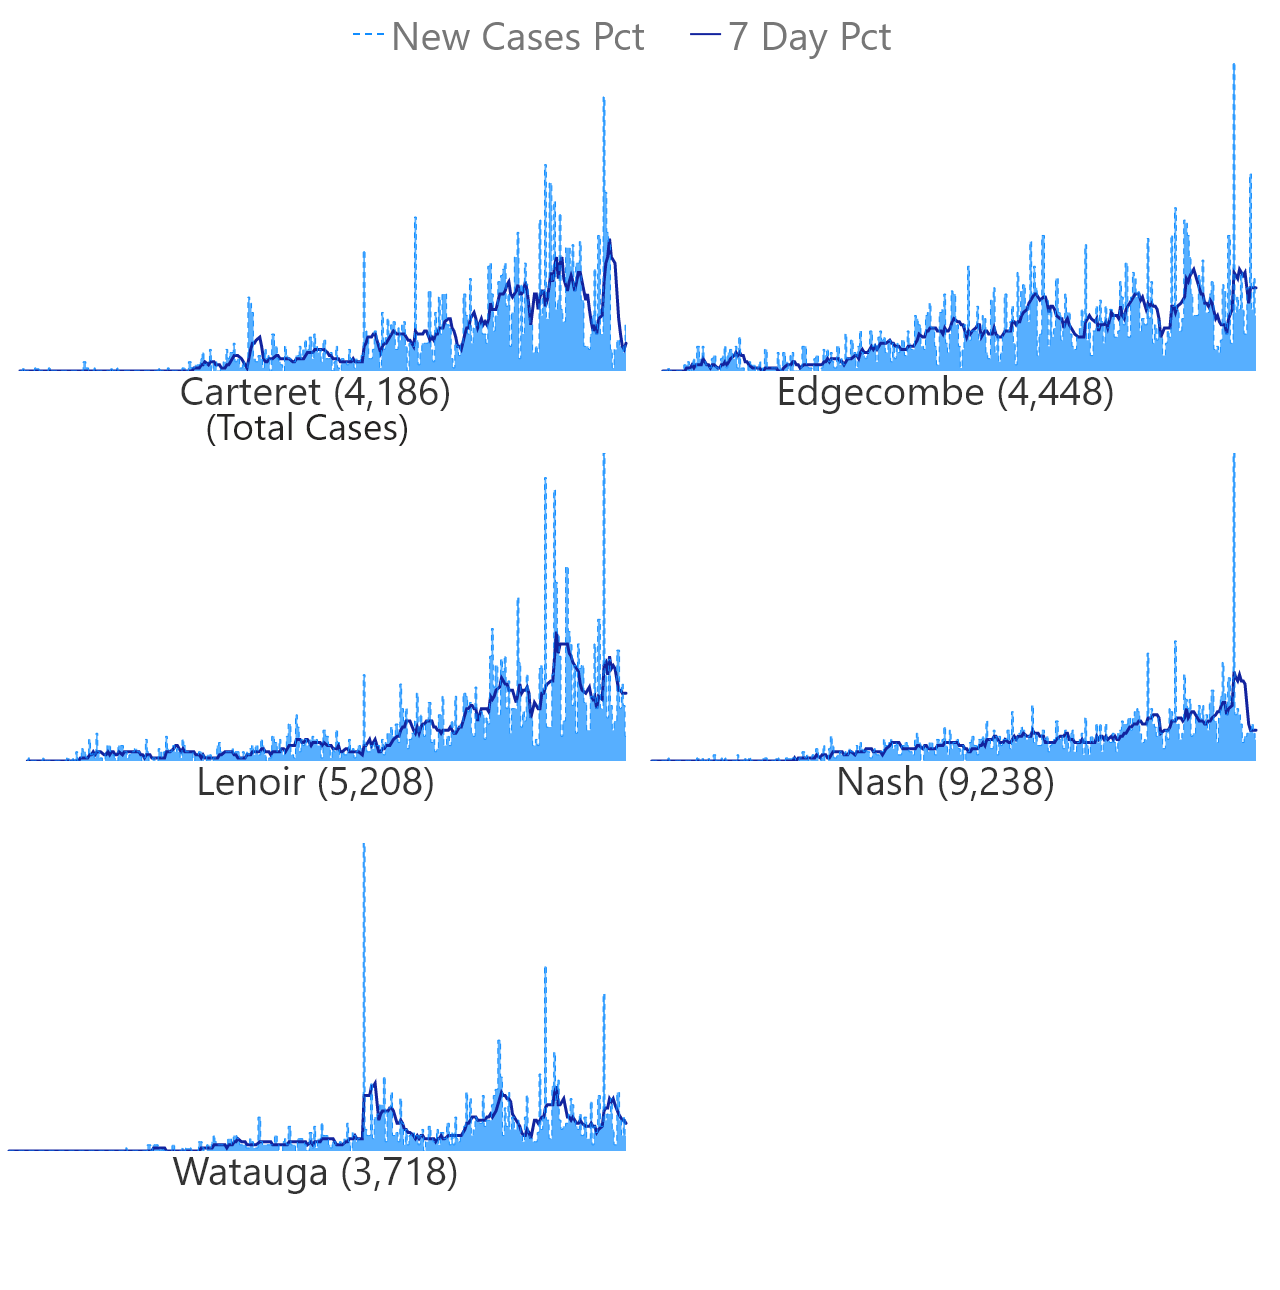 New Cases Pct 7 Day Pct
Carteret (4,186) Edgecombe (4,448)
(Total Cases)
Lenoir (5,208) Nash (9,238)
Watauga (3,718)